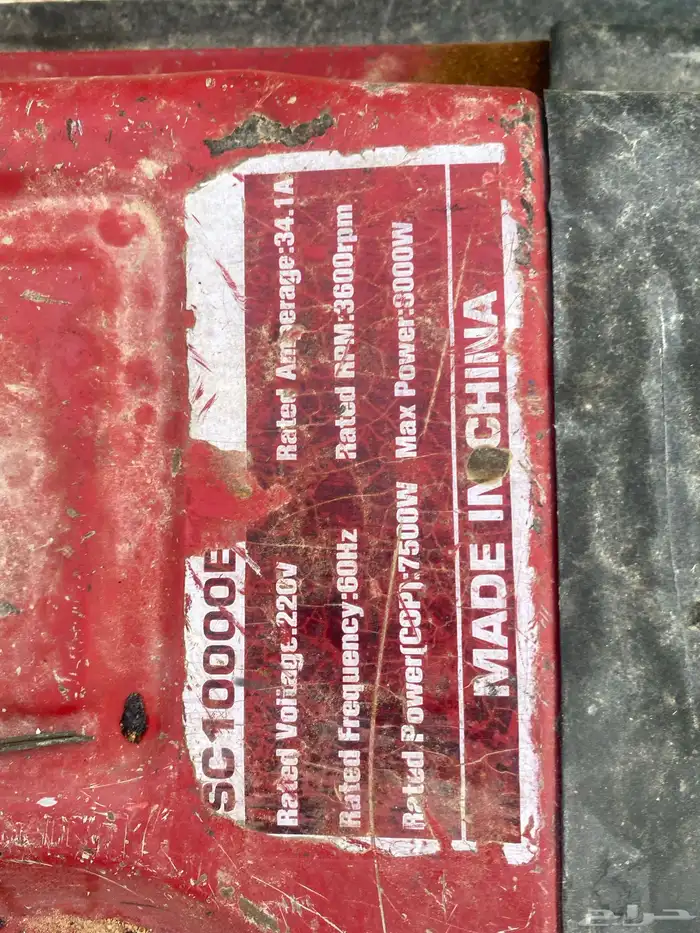 SC10000E
Rated Voltage:220v Rated Amperage:34.1A
Rated Frequency:60Hz Rated RPM:3600rpm
Rated Power(COP):7500W Max Power:9000W
MADE IN CHINA
حراج